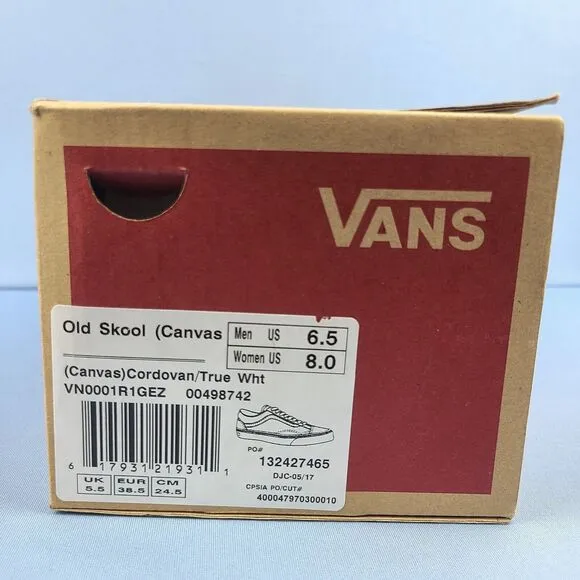 VANS
Old Skool (Canvas
Men US 6.5
Women US 8.0
(Canvas)Cordovan/True Wht
VN0001R1GEZ 00498742
6 17931 21931 1
PO#
132427465
DJC-05/17
CPSIA PO/CUT#
400047970300010
UK EUR CM
5.5 38.5 24.5